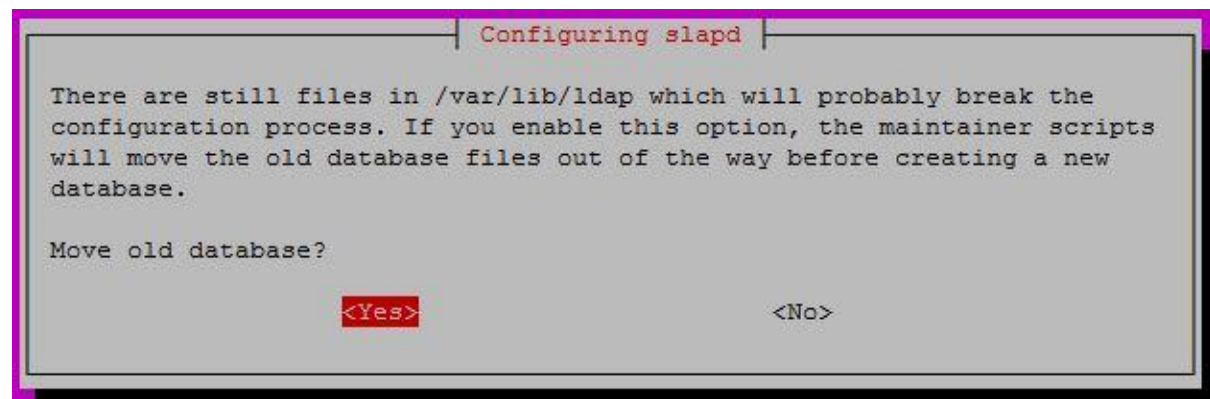 Configuring slapd
There are still files in /var/lib/ldap which will probably break the
configuration process. If you enable this option, the maintainer scripts
will move the old database files out of the way before creating a new
database.
Move old database?
<Yes> <No>